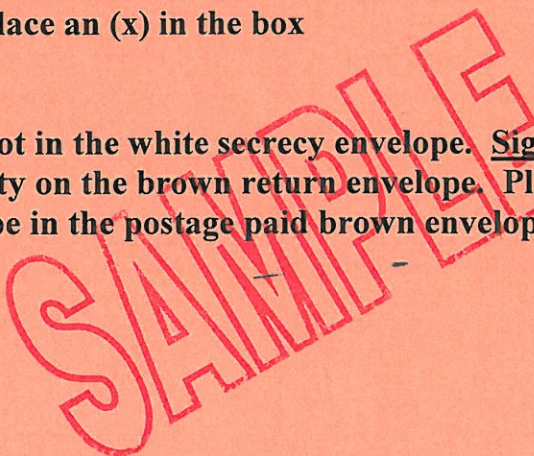 lace an (x) in the box
ot in the white secrecy envelope. Sig
ty on the brown return envelope. Pl
be in the postage paid brown envelop
SAMPLE